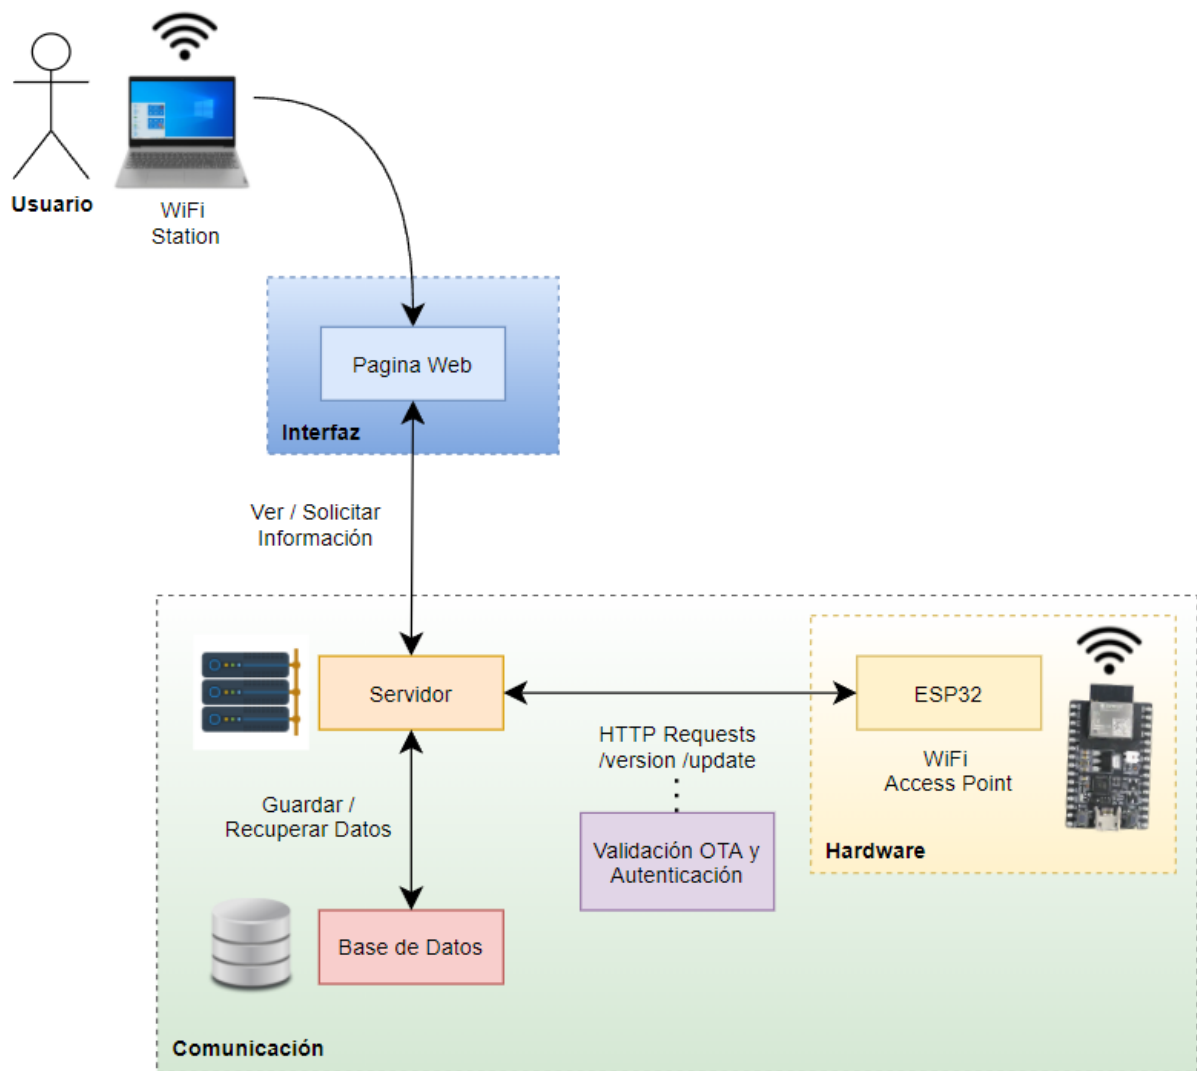 Usuario
WiFi
Station
Pagina Web
Interfaz
Ver / Solicitar
Información
Servidor
ESP32
HTTP Requests
/version /update
WiFi
Access Point
Guardar /
Recuperar Datos
Validación OTA y
Autenticación
Hardware
Base de Datos
Comunicación